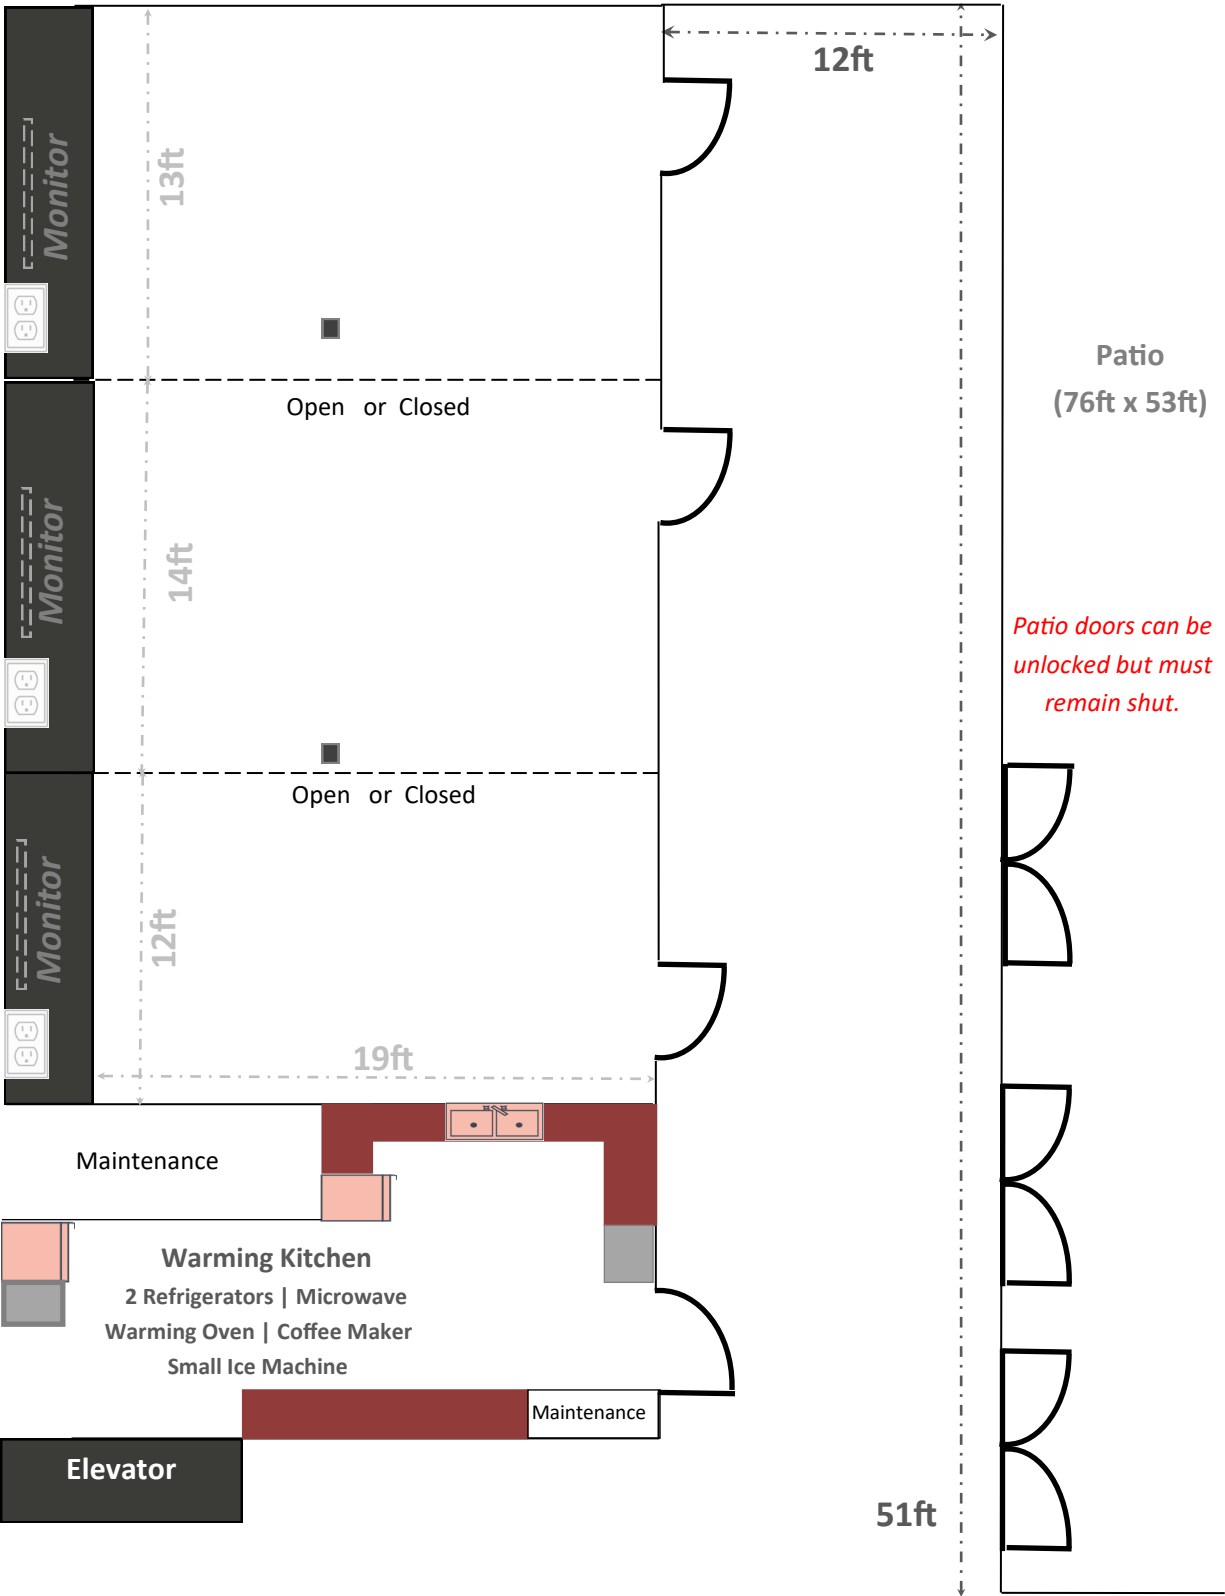 12ft
Monitor
13ft
Patio
(76ft x 53ft)
Open or Closed
Monitor
14ft
Patio doors can be
unlocked but must
remain shut.
Open or Closed
Monitor
12ft
19ft
Maintenance
Warming Kitchen
2 Refrigerators | Microwave
Warming Oven | Coffee Maker
Small Ice Machine
Maintenance
Elevator
51ft